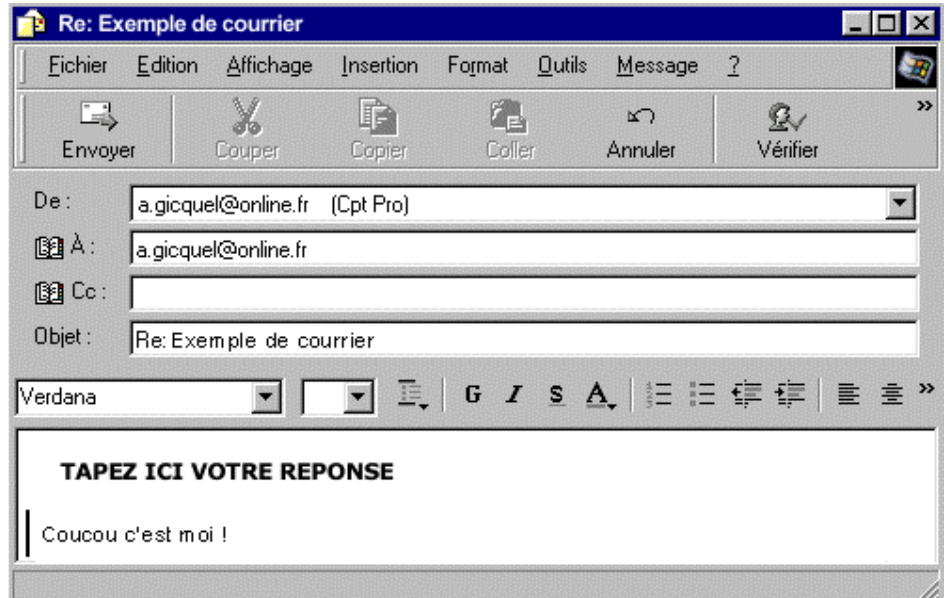 Re: Exemple de courrier
Fichier Edition Affichage Insertion Format Outils Message ?
Envoyer Couper Copier Coller Annuler Vérifier »
De : a.gicquel@online.fr (Cpt Pro)
À : a.gicquel@online.fr
Cc :
Objet : Re: Exemple de courrier
Verdana G I S A »
TAPEZ ICI VOTRE REPONSE
Coucou c'est moi !